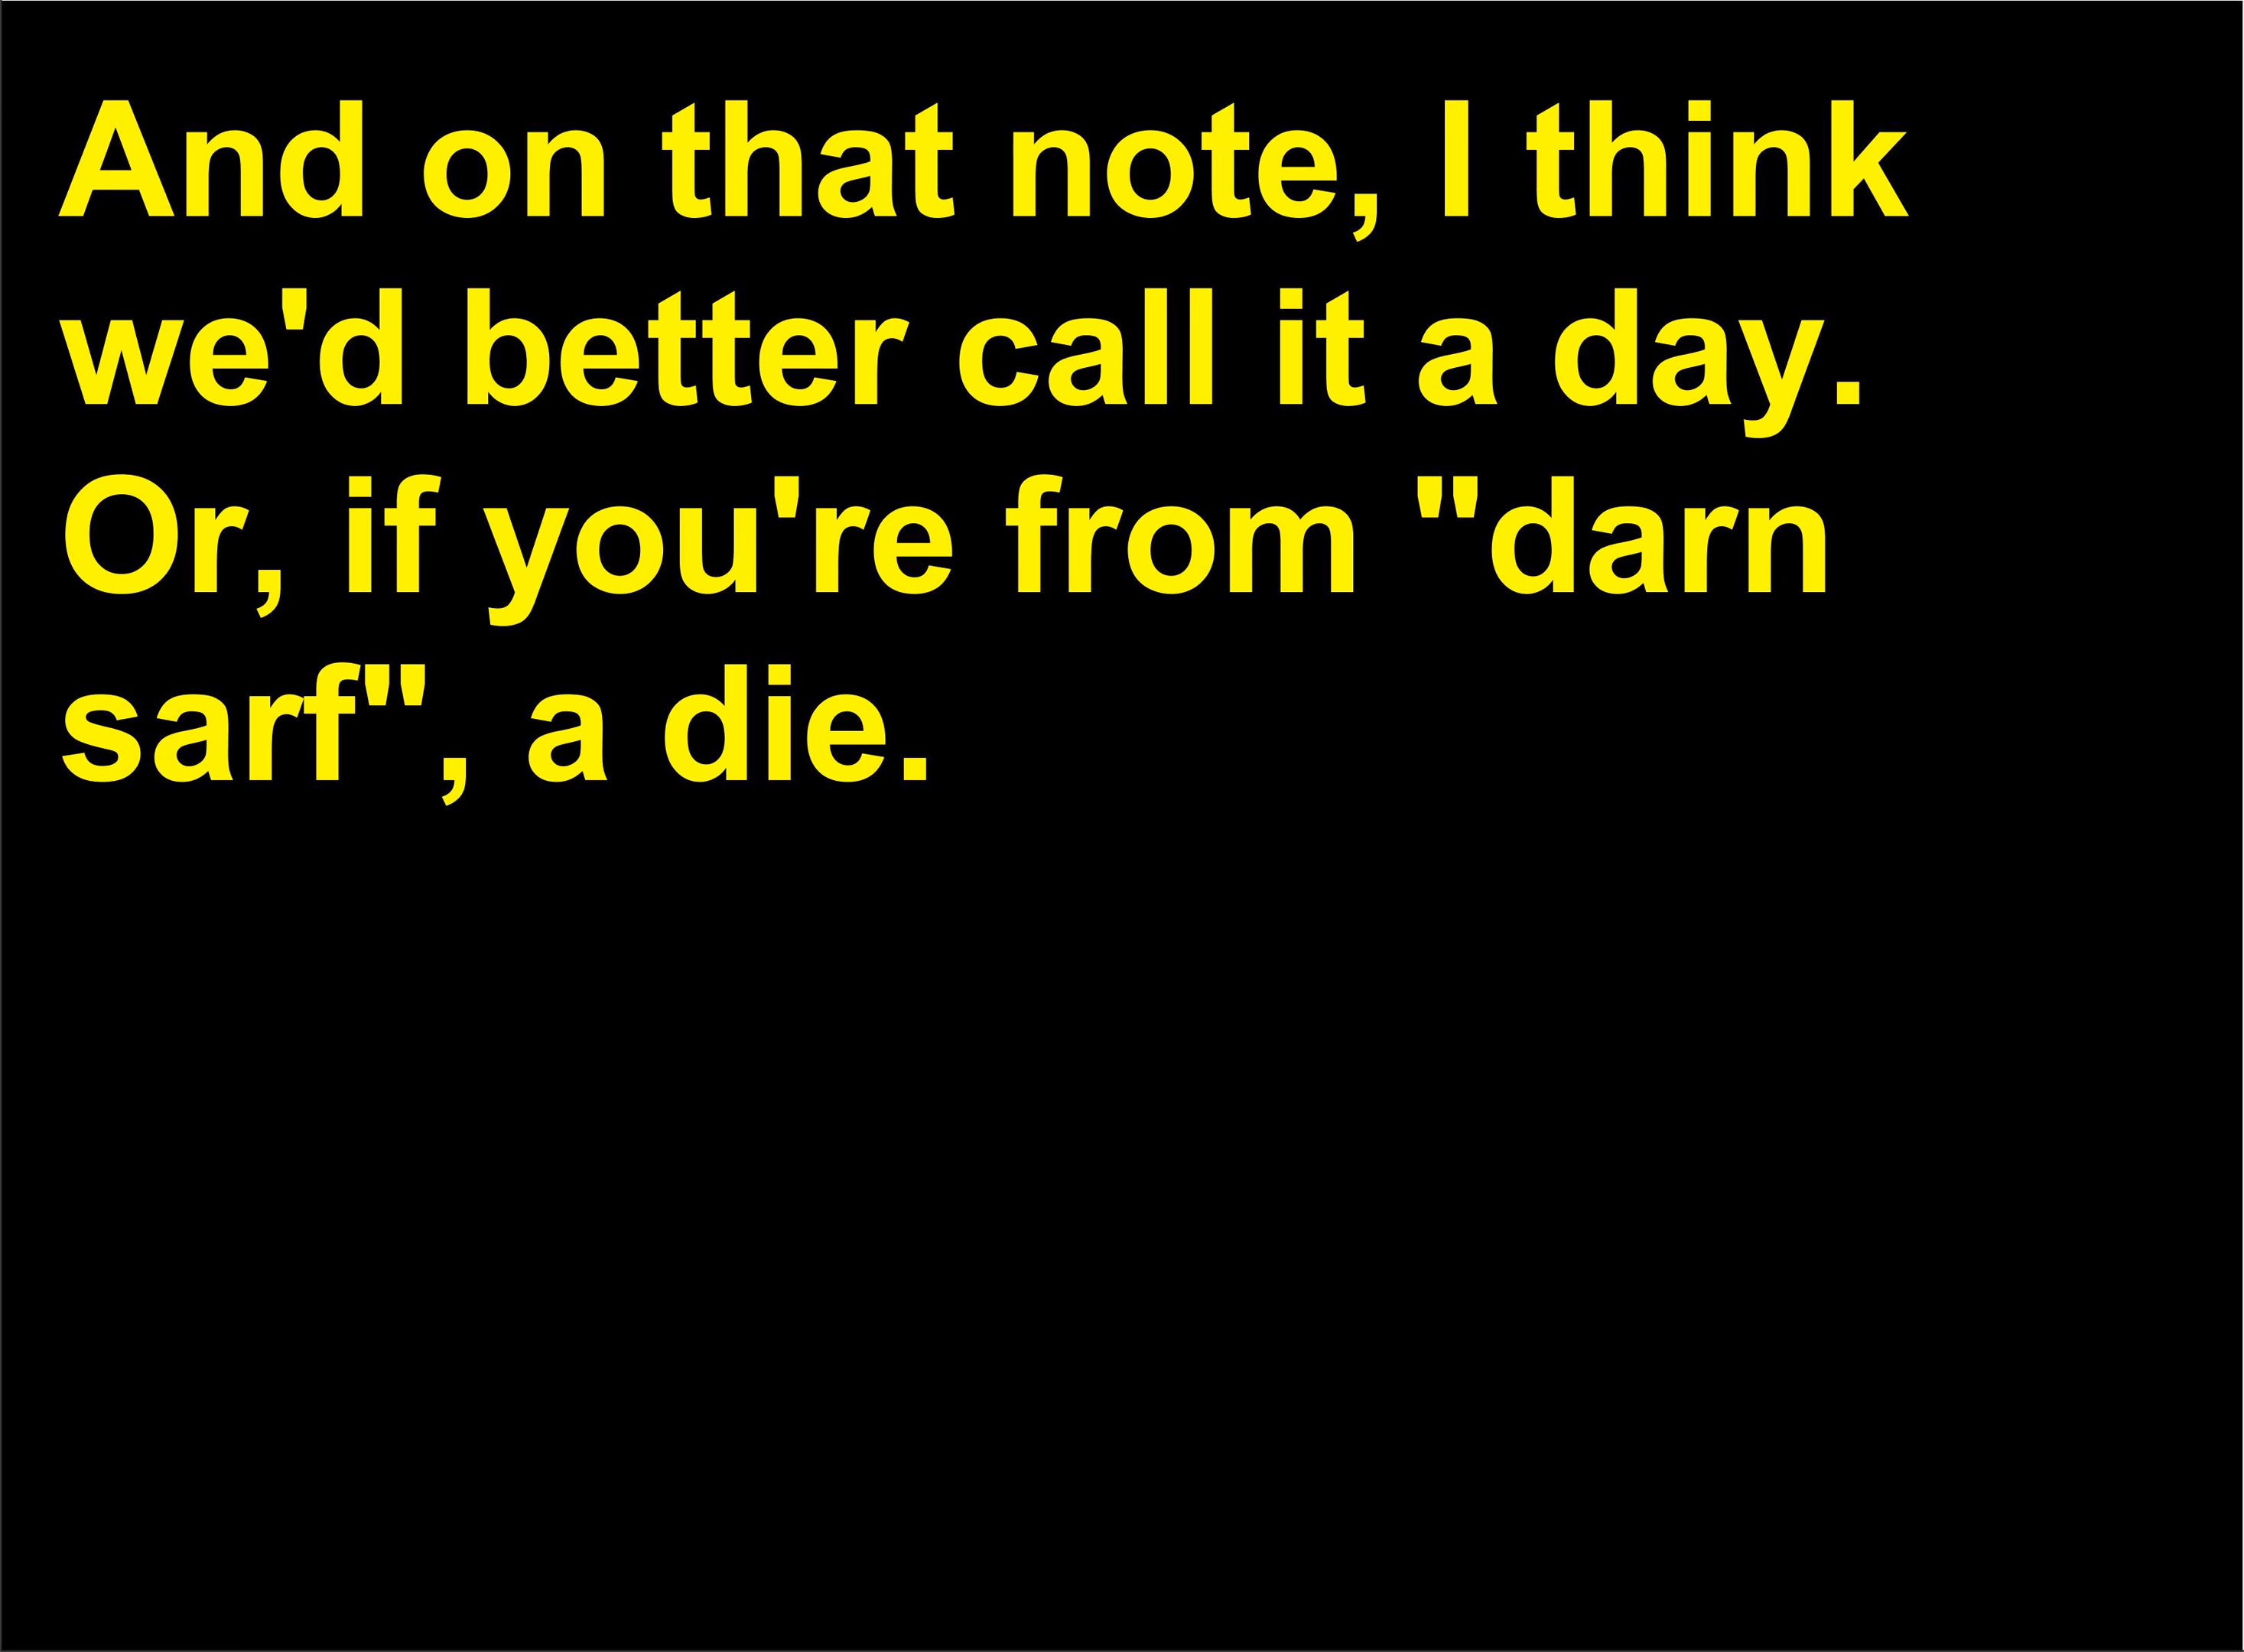 And on that note, I think
we'd better call it a day.
Or, if you're from "darn
sarf", a die.